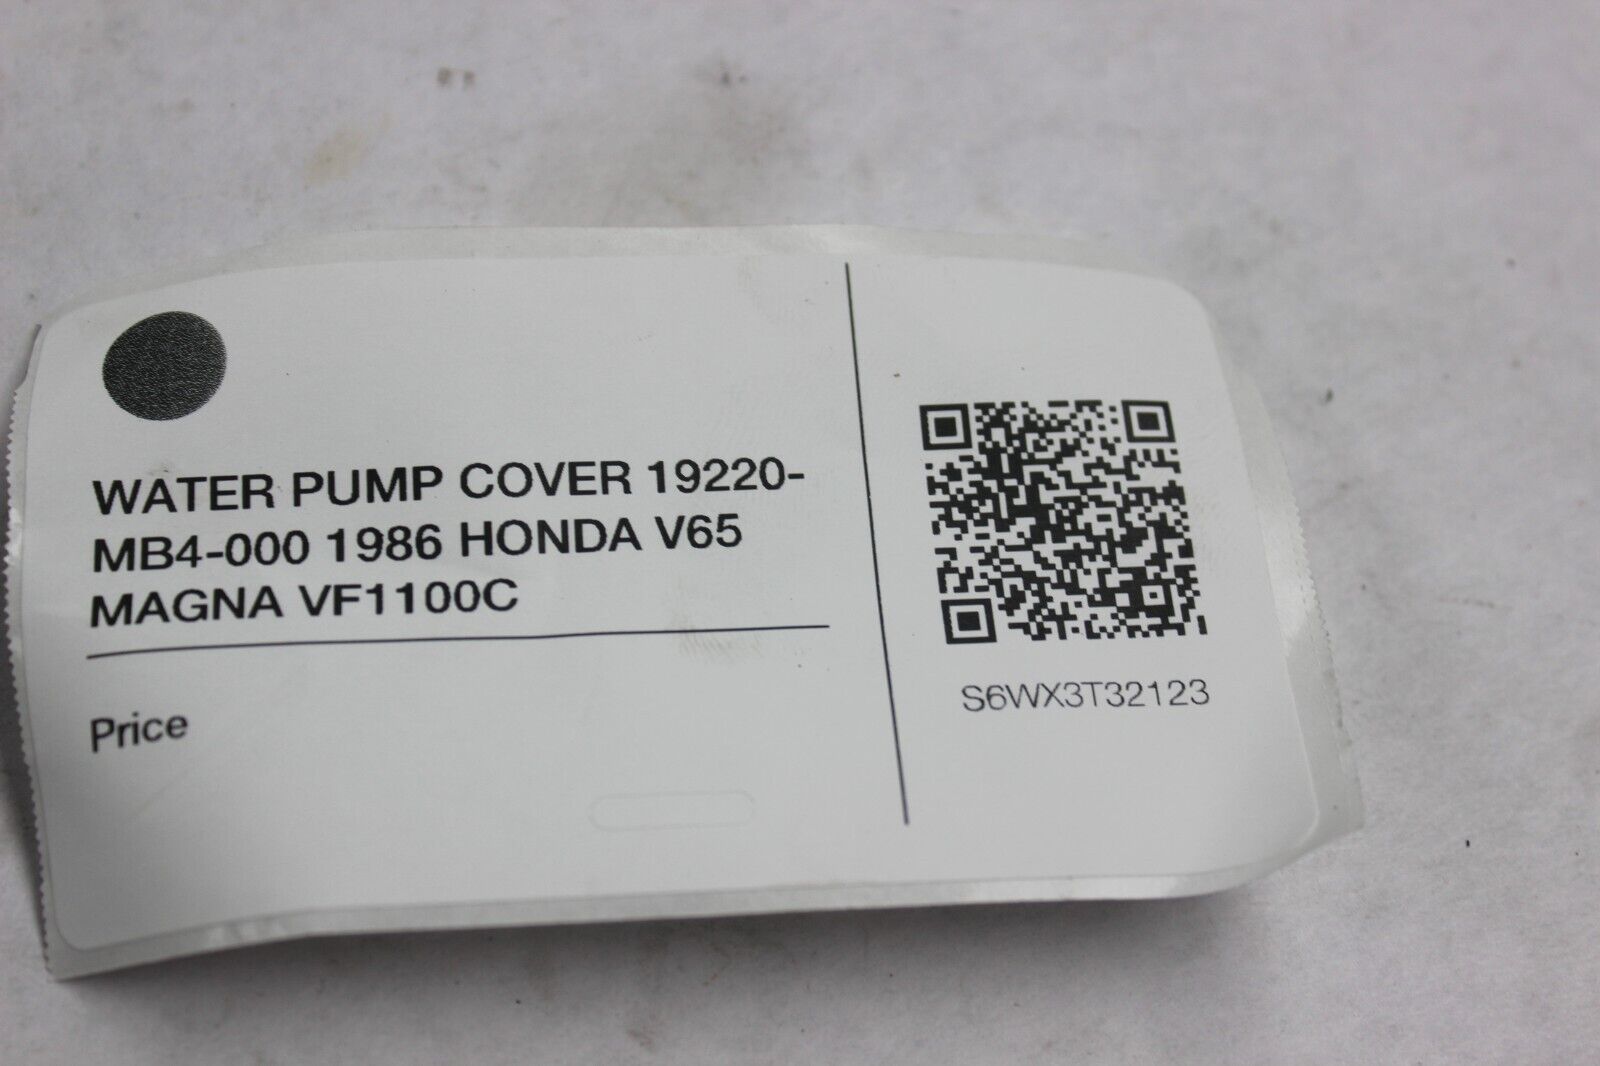 WATER PUMP COVER 19220-
MB4-000 1986 HONDA V65
MAGNA VF1100C
Price
S6WX3T32123